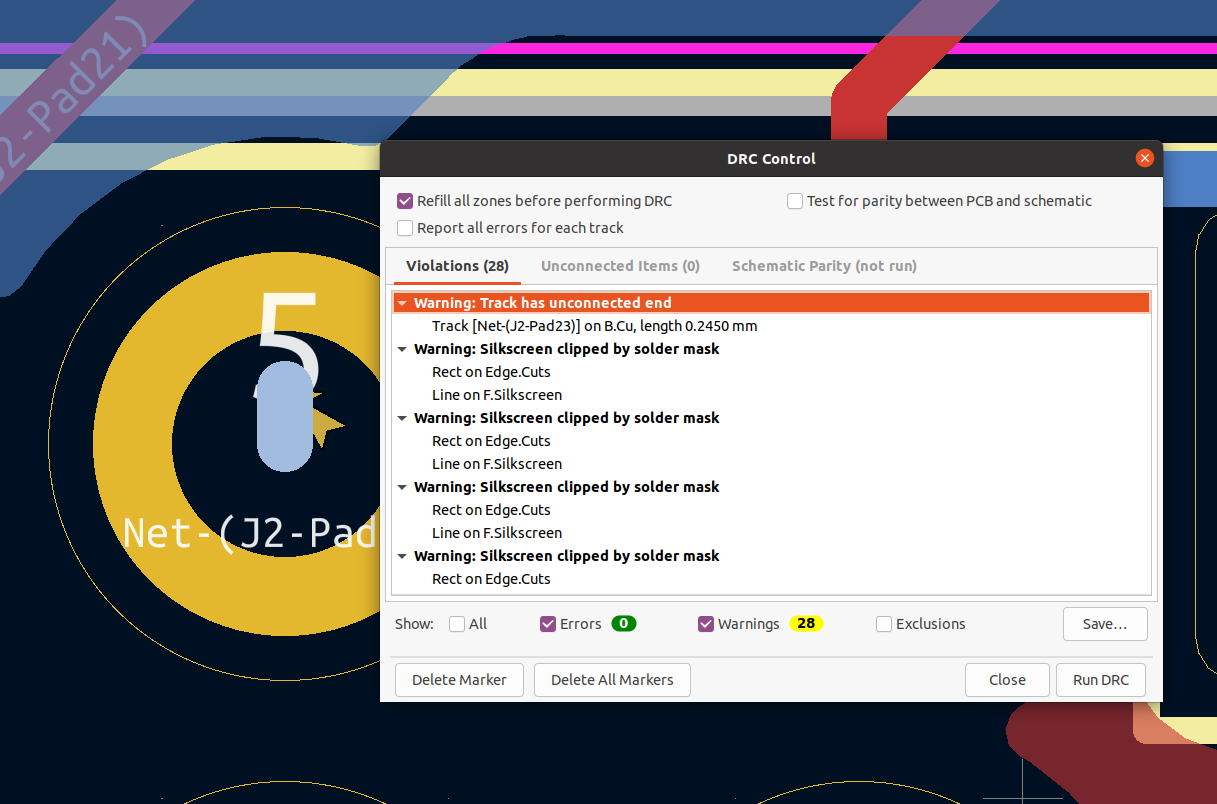 J2-Pad21)
DRC Control
Refill all zones before performing DRC
Test for parity between PCB and schematic
Report all errors for each track
Violations (28)
Unconnected Items (0)
Schematic Parity (not run)
Warning: Track has unconnected end
Track [Net-(J2-Pad23)] on B.Cu, length 0.2450 mm
Warning: Silkscreen clipped by solder mask
Rect on Edge.Cuts
Line on F.Silkscreen
Warning: Silkscreen clipped by solder mask
Rect on Edge.Cuts
Line on F.Silkscreen
Warning: Silkscreen clipped by solder mask
Rect on Edge.Cuts
Line on F.Silkscreen
Warning: Silkscreen clipped by solder mask
Rect on Edge.Cuts
5
Net-(J2-Pad
Show: All Errors 0 Warnings 28 Exclusions Save...
Delete Marker Delete All Markers Close Run DRC